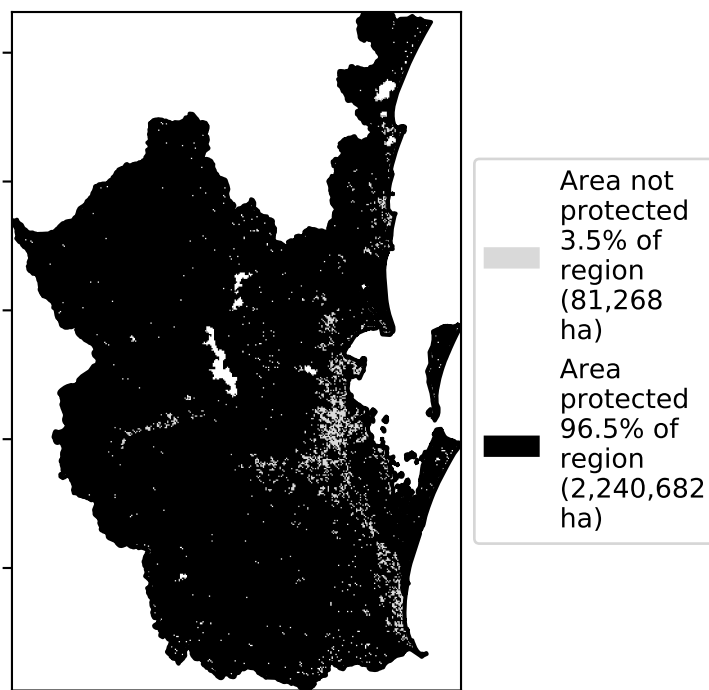 Area not
protected
3.5% of
region
(81,268
ha)
Area
protected
96.5% of
region
(2,240,682
ha)